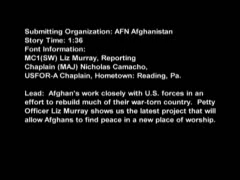 Submitting Organization: AFN Afghanistan
Story Time: 1:36
Font Information:
MC1(SW) Liz Murray, Reporting
Chaplain (MAJ) Nicholas Camacho,
USFOR-A Chaplain, Hometown: Reading, Pa.
Lead: Afghan's work closely with U.S. forces in an
effort to rebuild much of their war-torn country. Petty
Officer Liz Murray shows us the latest project that will
allow Afghans to find peace in a new place of worship.